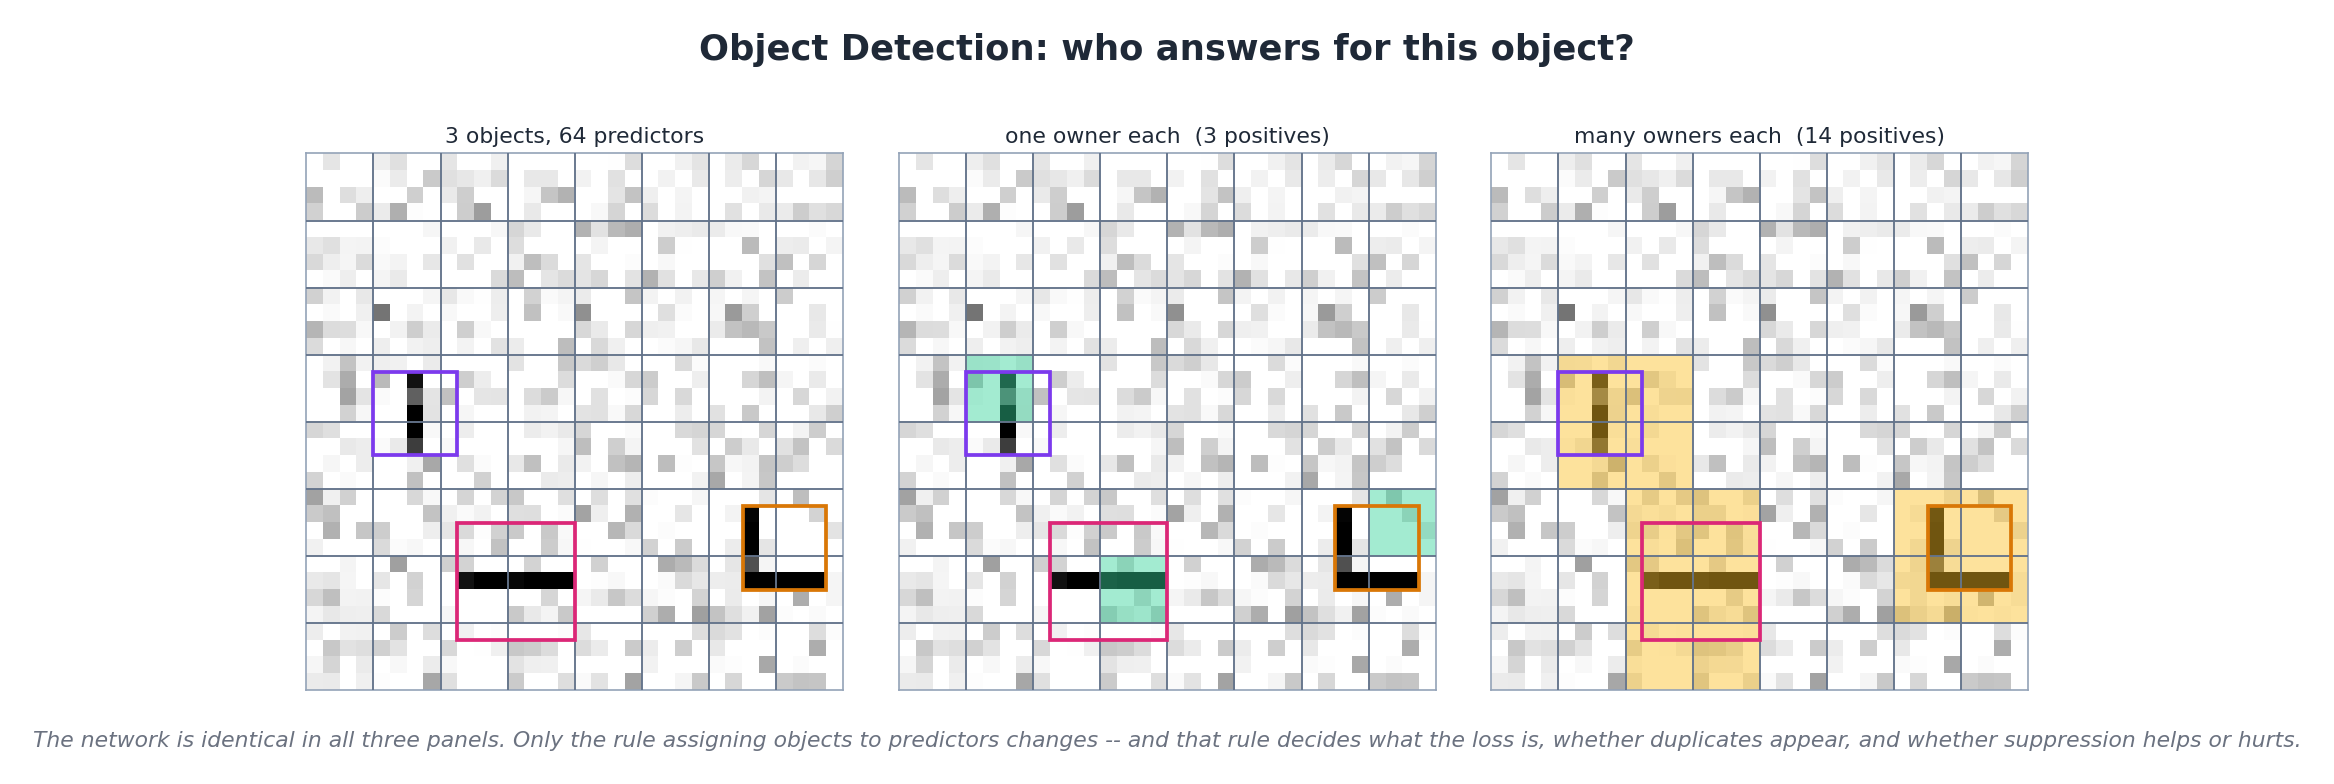 Object Detection: who answers for this object?
3 objects, 64 predictors
one owner each (3 positives)
many owners each (14 positives)
The network is identical in all three panels. Only the rule assigning objects to predictors changes -- and that rule decides what the loss is, whether duplicates appear, and whether suppression helps or hurts.